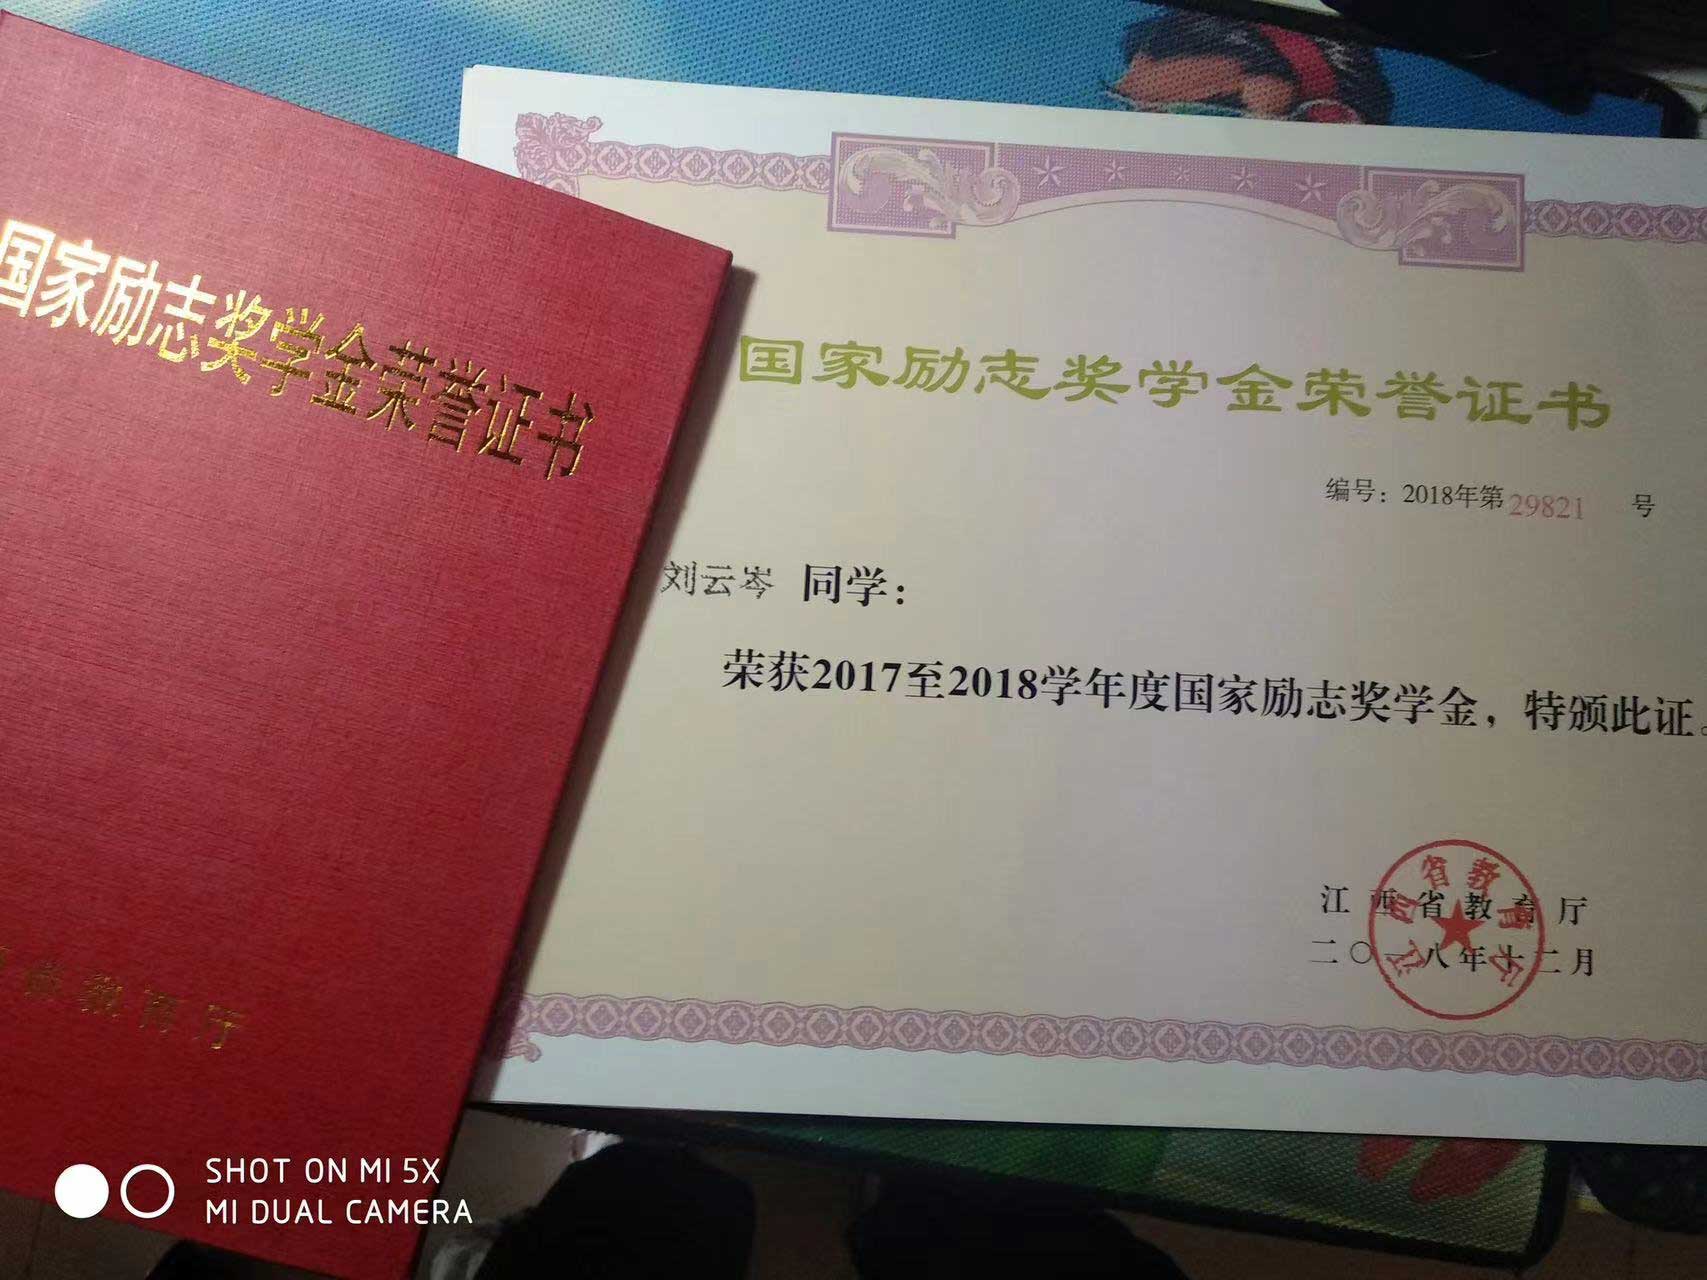 国家励志奖学金荣誉证书
省教育厅
国家励志奖学金荣誉证书
编号：2018年第29821 号
刘云岑 同学：
荣获2017至2018学年度国家励志奖学金，特颁此证。
江西省教育厅
二〇一八年十二月
江西省教育厅
SHOT ON MI 5X
MI DUAL CAMERA